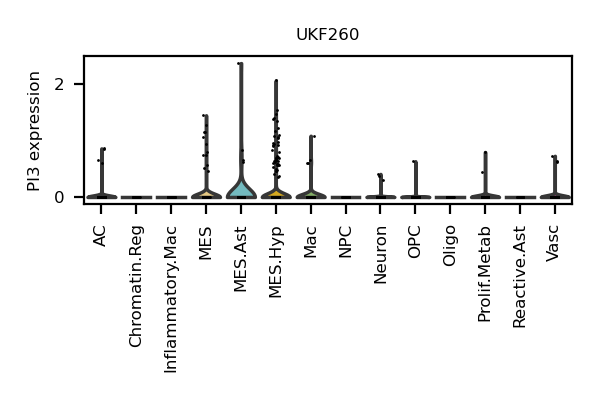 UKF260
PI3 expression
2
0
AC
Chromatin.Reg
Inflammatory.Mac
MES
MES.Ast
MES.Hyp
Mac
NPC
Neuron
OPC
Oligo
Prolif.Metab
Reactive.Ast
Vasc